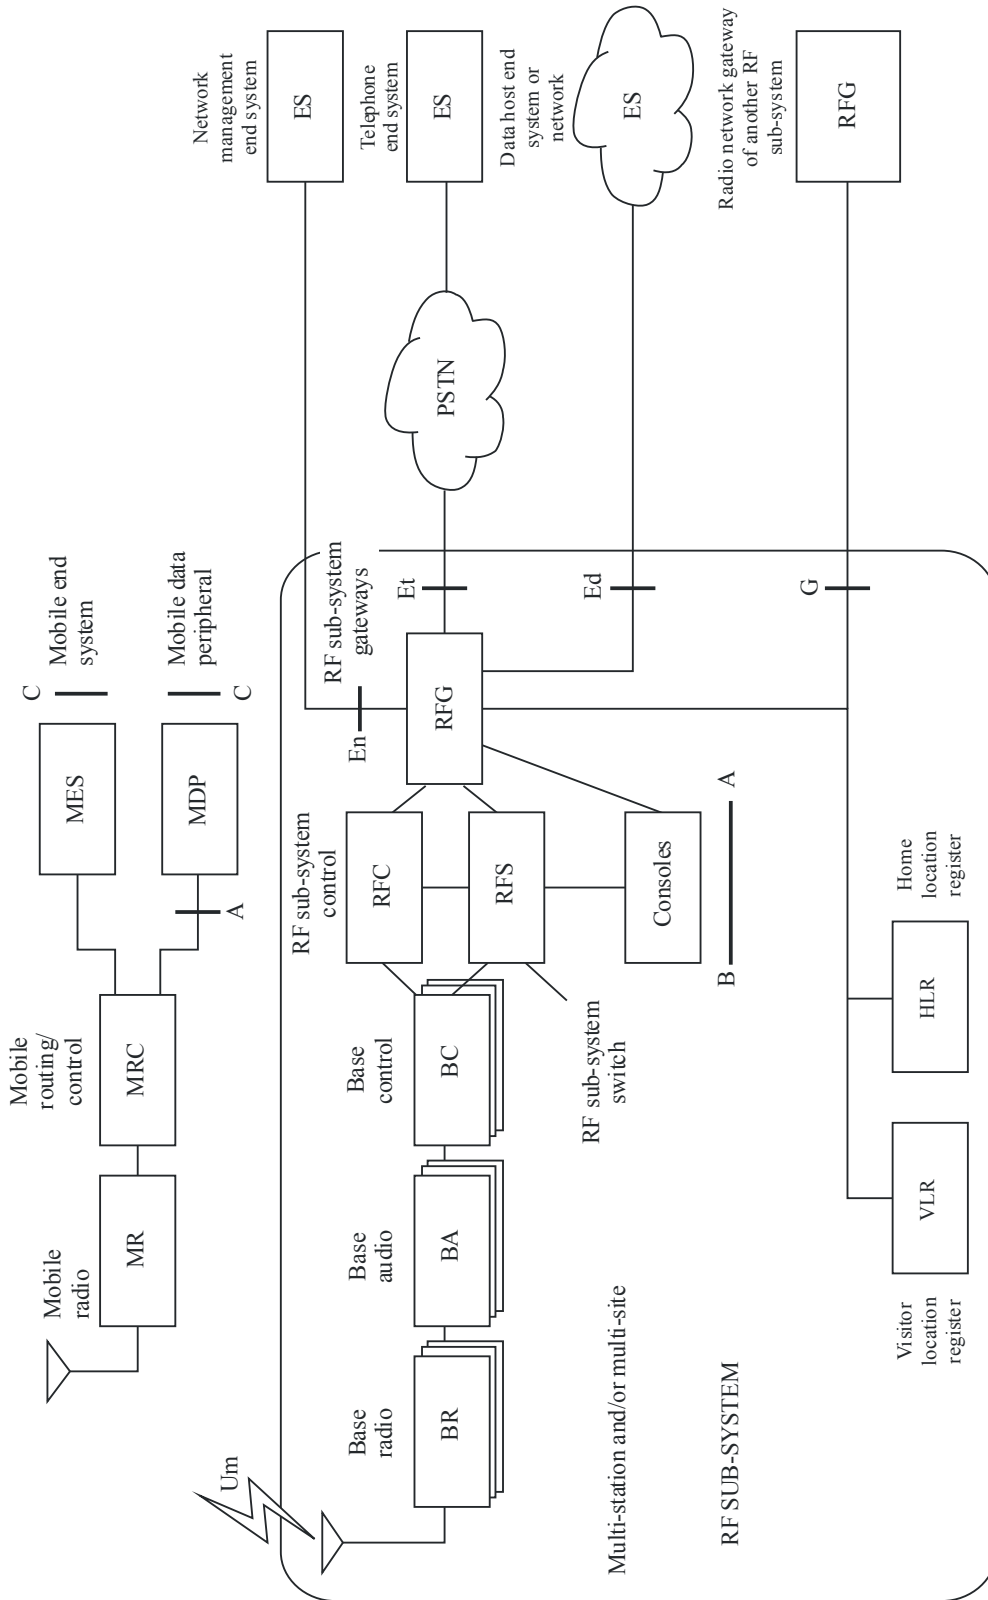 Mobile
radio
MR
Mobile
routing/
control
MRC
MES
C
Mobile end
system
MDP
Mobile data
peripheral
C
A
Um
Base
radio
BR
Base
audio
BA
Base
control
BC
RF sub-system
control
RFC
RFS
RF sub-system
switch
Consoles
B
A
RFG
RF sub-system
gateways
En
Et
Ed
G
PSTN
Network
management
end system
ES
Telephone
end system
ES
Data host end
system or
network
ES
Radio network gateway
of another RF
sub-system
RFG
Multi-station and/or multi-site
RF SUB-SYSTEM
Visitor
location
register
VLR
Home
location
register
HLR